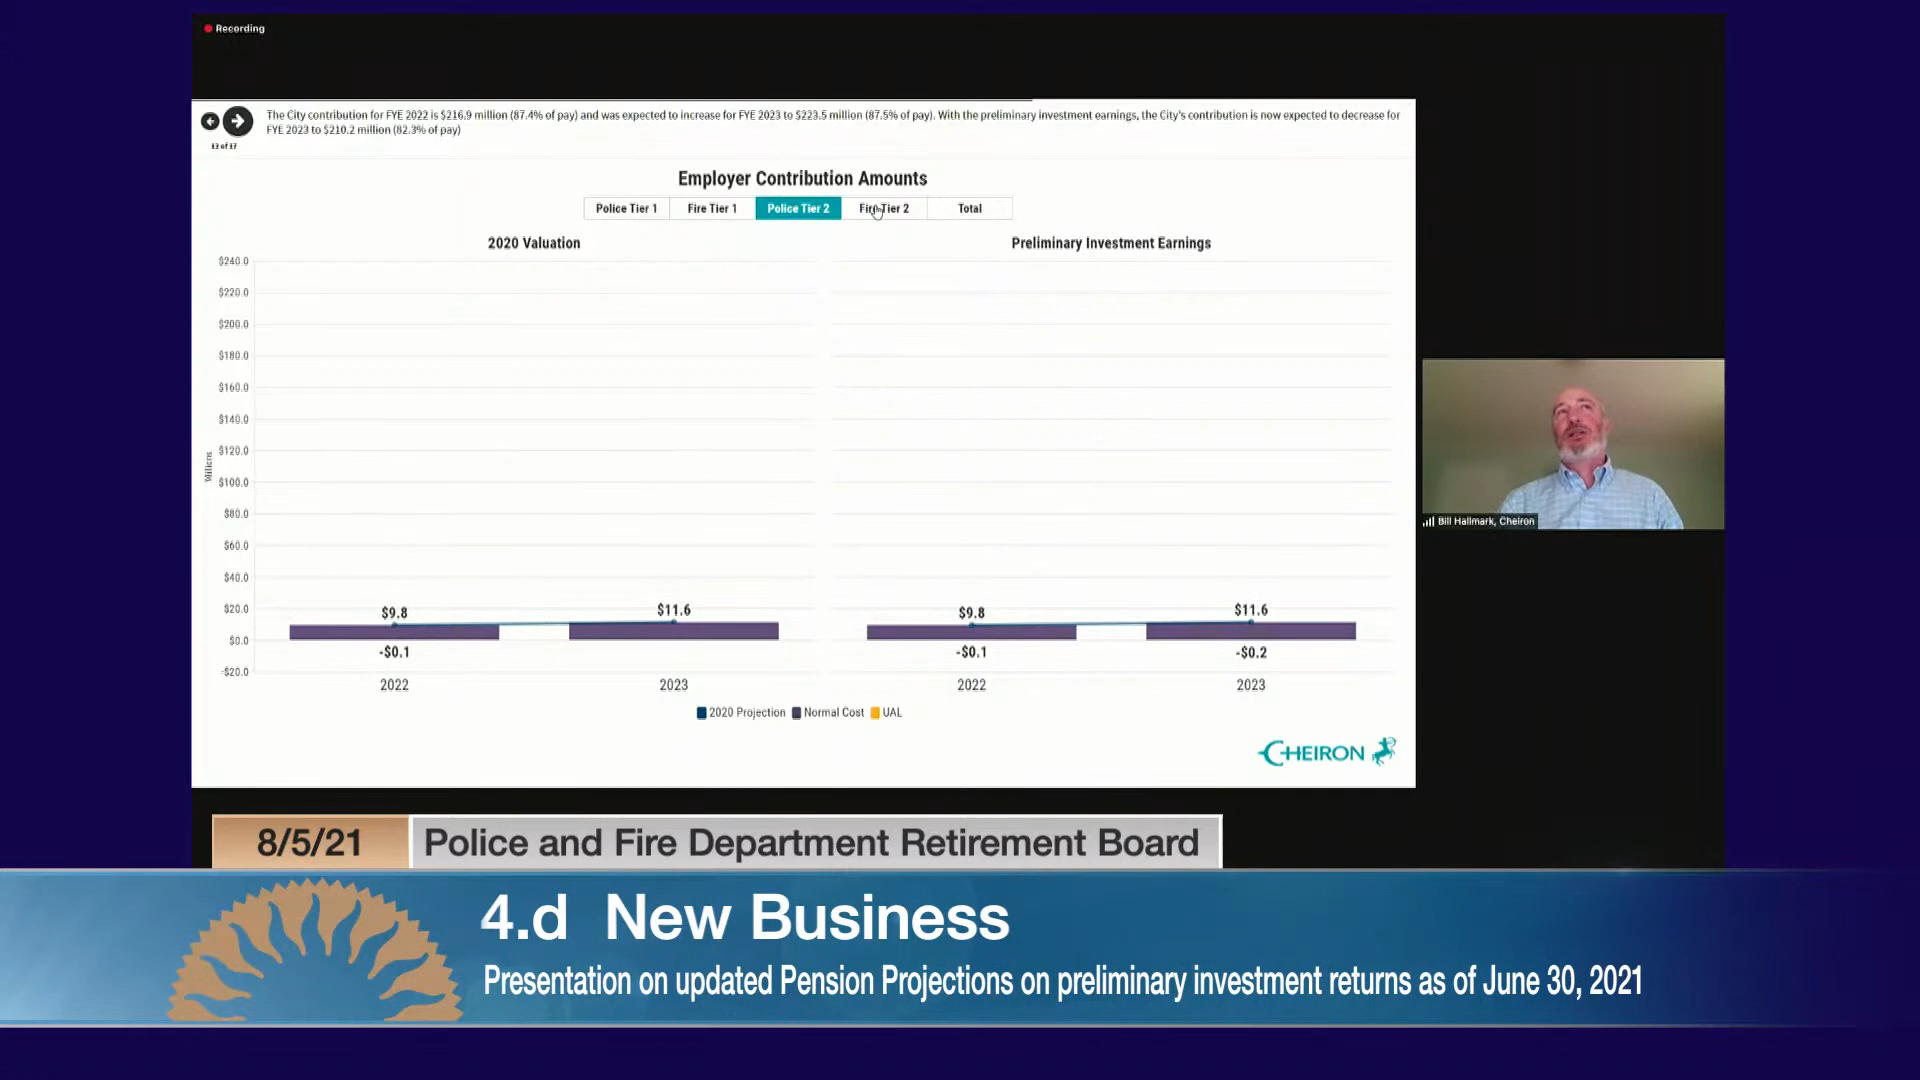 Recording
The City contribution for FYE 2022 is $216.9 million (87.4% of pay) and was expected to increase for FYE 2023 to $223.5 million (87.5% of pay). With the preliminary investment earnings, the City's contribution is now expected to decrease for
FYE 2023 to $210.2 million (82.3% of pay)
Employer Contribution Amounts
Police Tier 1 Fire Tier 1 Police Tier 2 Fire Tier 2 Total
2020 Valuation Preliminary Investment Earnings
$240.0
$220.0
$200.0
$180.0
$160.0
$140.0
$120.0
$100.0
$80.0
$60.0
$40.0
$20.0
$0.0
-$20.0
Millions
$9.8 $11.6 $9.8 $11.6
-$0.1 -$0.1 -$0.2
2022 2023 2022 2023
2020 Projection Normal Cost UAL
CHEIRON
Bill Hallmark, Cheiron
8/5/21 Police and Fire Department Retirement Board
4.d New Business
Presentation on updated Pension Projections on preliminary investment returns as of June 30, 2021